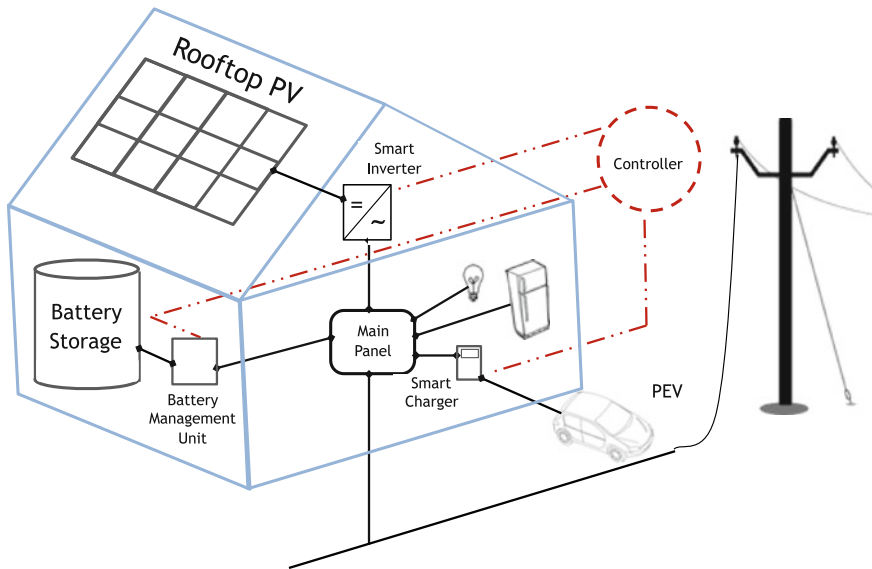 Rooftop PV
Smart
Inverter
=
~
Controller
Battery
Storage
Main
Panel
Battery
Management
Unit
Smart
Charger
PEV